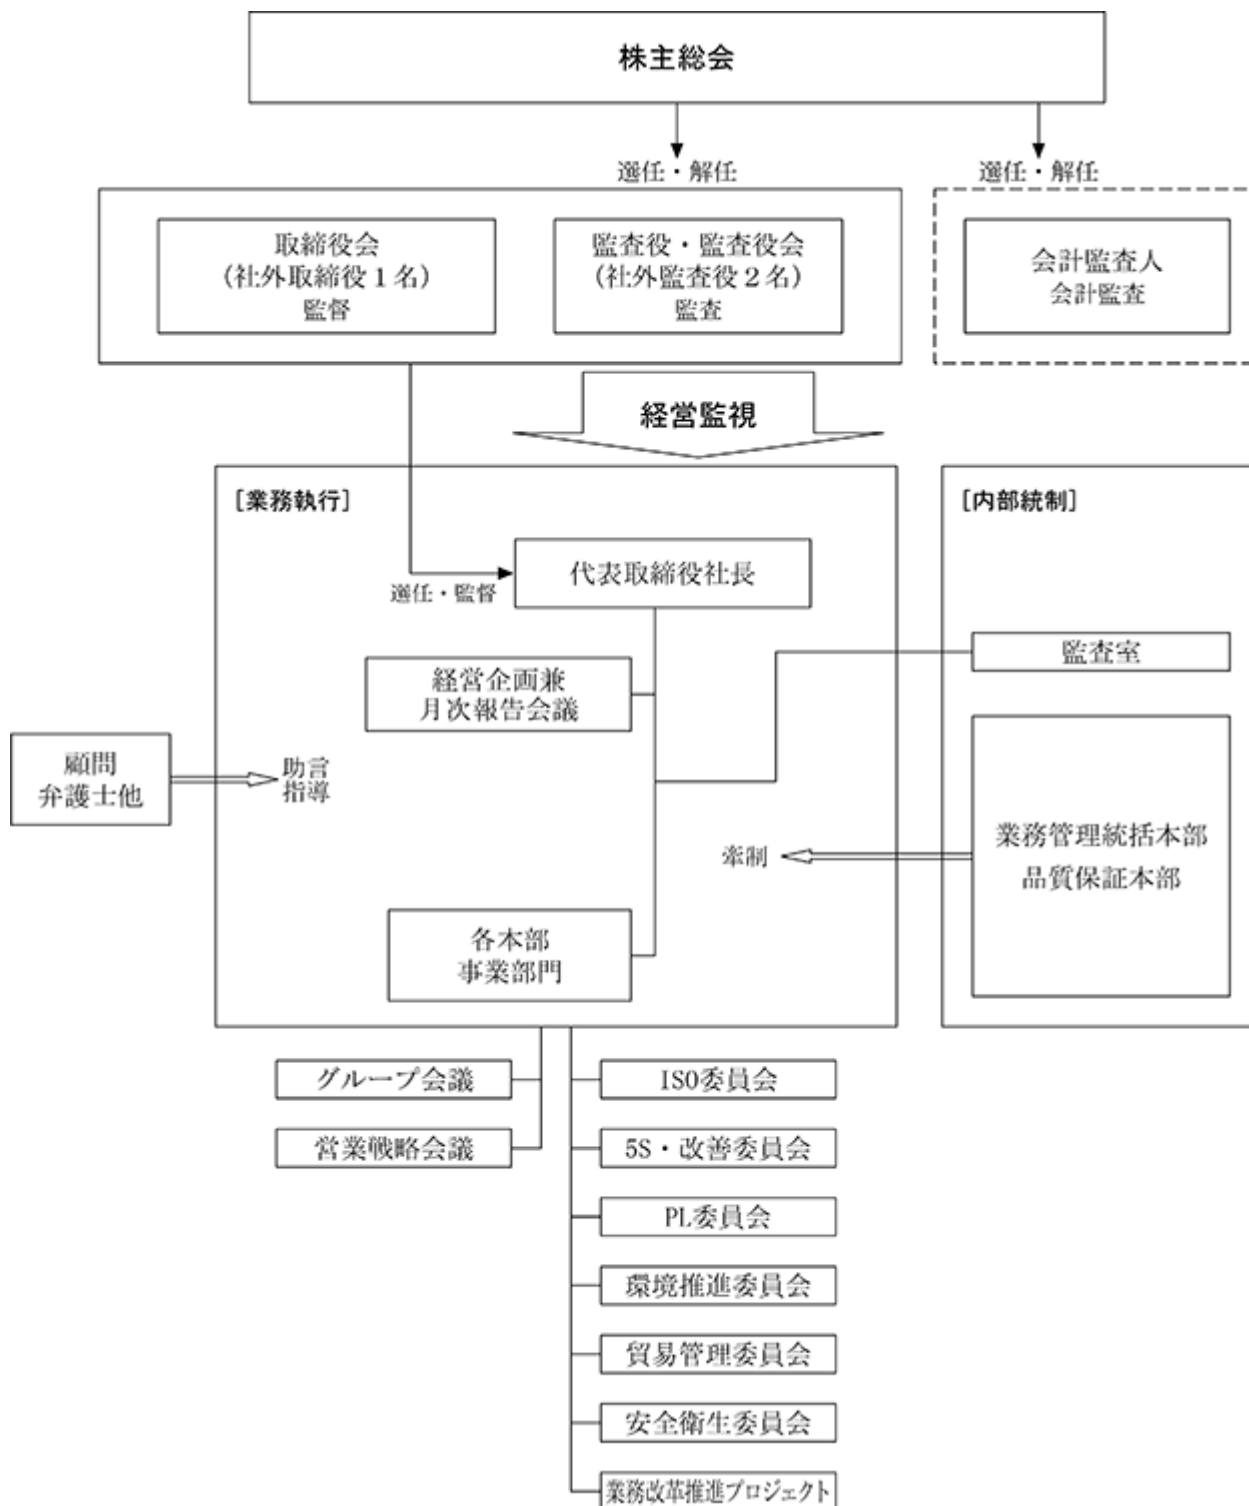 株主総会
選任・解任
選任・解任
取締役会
(社外取締役１名)
監督
監査役・監査役会
(社外監査役２名)
監査
会計監査人
会計監査
経営監視
[業務執行]
[内部統制]
代表取締役社長
選任・監督
監査室
経営企画兼
月次報告会議
顧問
弁護士他
助言
指導
業務管理統括本部
品質保証本部
牽制
各本部
事業部門
グループ会議
ISO委員会
営業戦略会議
5S・改善委員会
PL委員会
環境推進委員会
貿易管理委員会
安全衛生委員会
業務改革推進プロジェクト